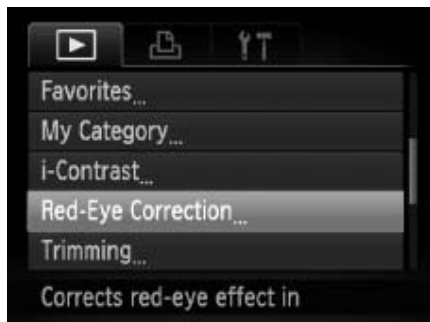 Favorites...
My Category...
i-Contrast...
Red-Eye Correction...
Trimming...
Corrects red-eye effect in